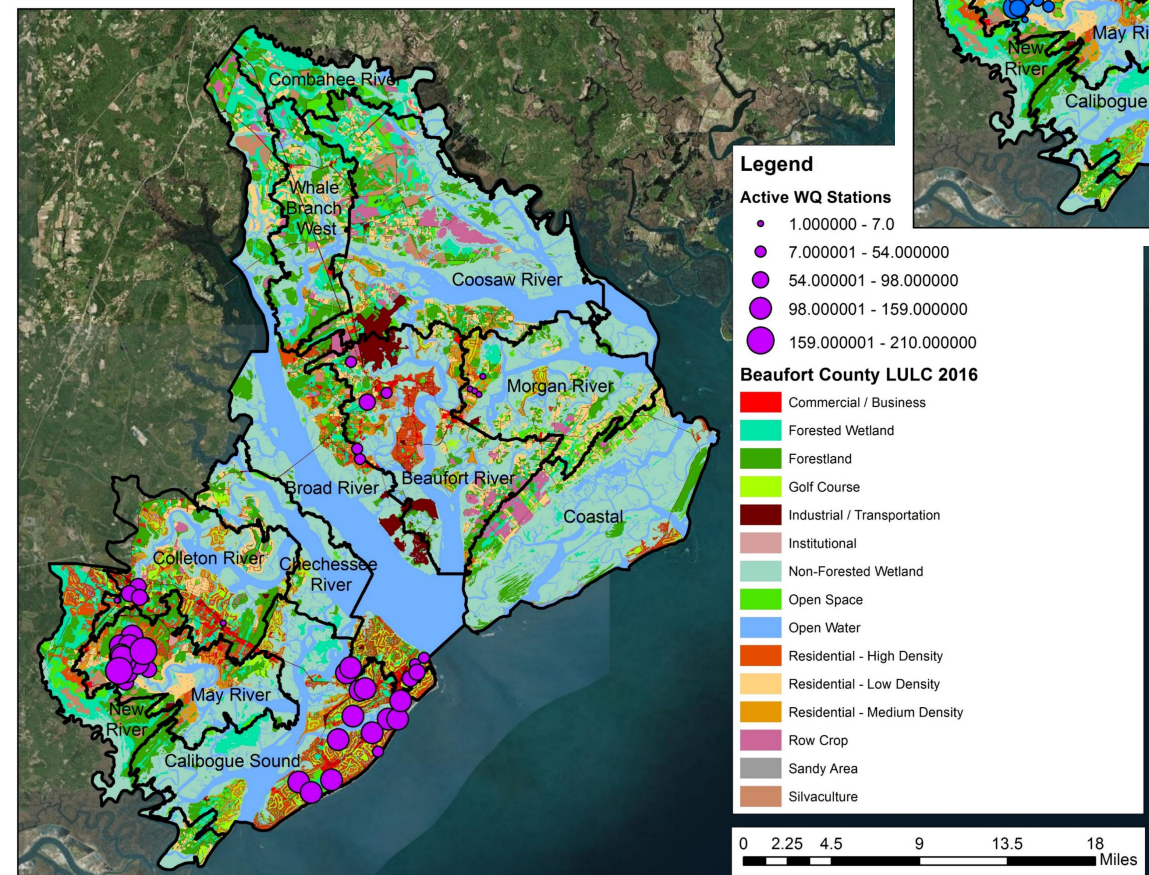 Combahee River
Whale
Branch
West
Coosaw River
Morgan River
Beaufort River
Broad River
Coastal
Colleton River
Chechessee
River
May River
New
River
Calibogue Sound
New
River
Calibogue
Legend
Active WQ Stations
1.000000 - 7.0
7.000001 - 54.000000
54.000001 - 98.000000
98.000001 - 159.000000
159.000001 - 210.000000
Beaufort County LULC 2016
Commercial / Business
Forested Wetland
Forestland
Golf Course
Industrial / Transportation
Institutional
Non-Forested Wetland
Open Space
Open Water
Residential - High Density
Residential - Low Density
Residential - Medium Density
Row Crop
Sandy Area
Silvaculture
0 2.25 4.5 9 13.5 18
Miles
May Ri